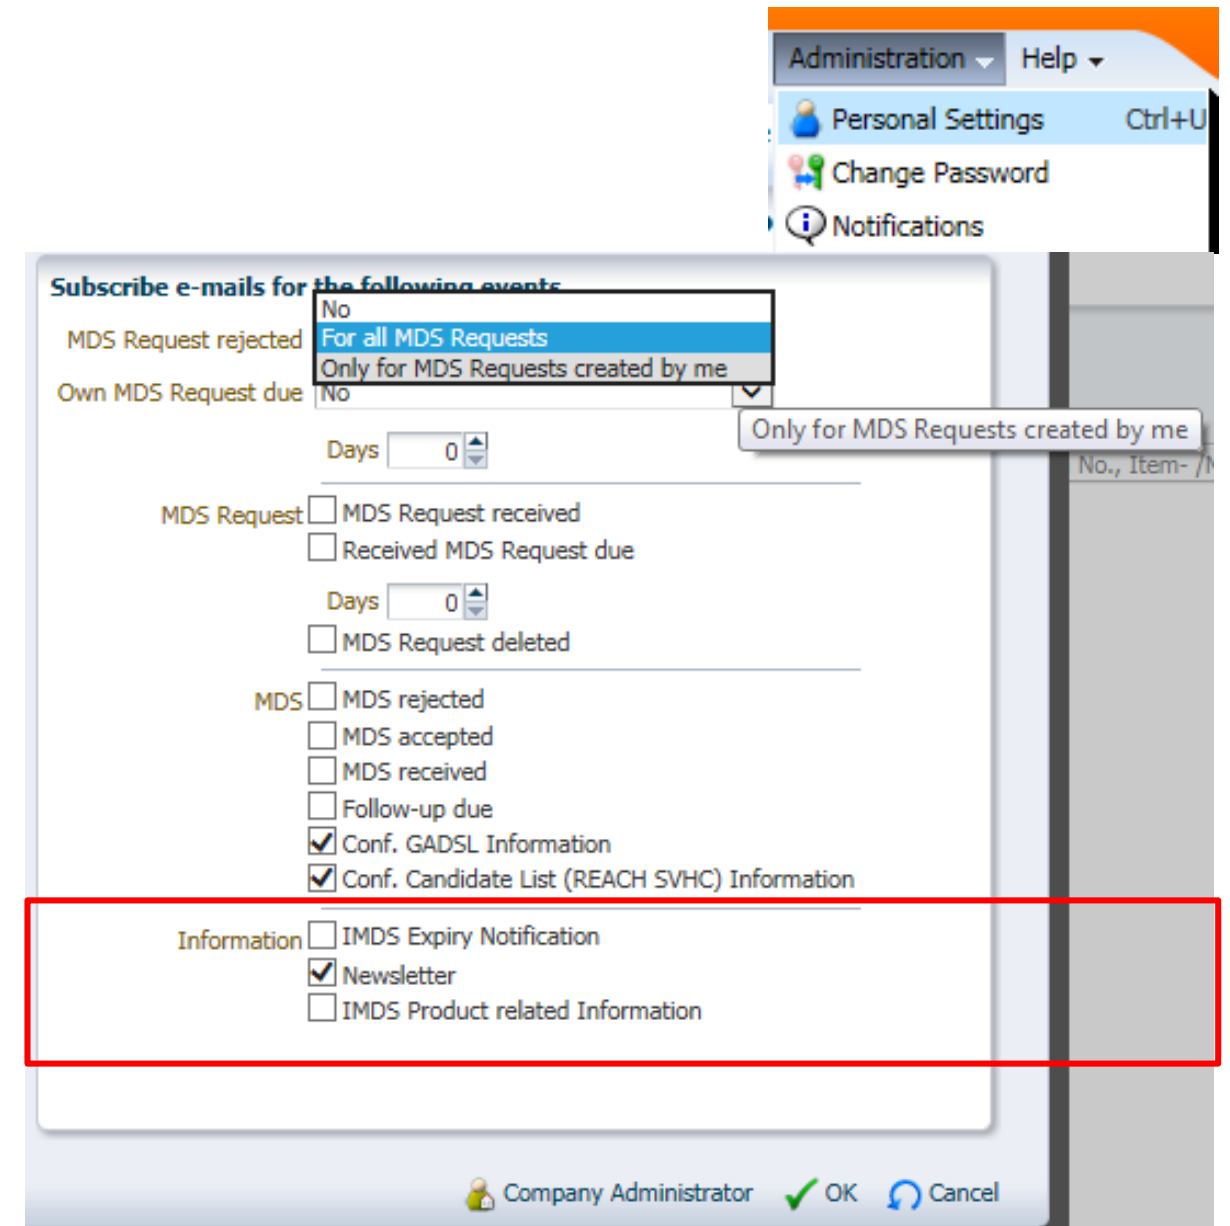 Administration Help
Personal Settings Ctrl+U
Change Password
Notifications
Subscribe e-mails for the following events
No
MDS Request rejected For all MDS Requests
Only for MDS Requests created by me
Own MDS Request due No
Only for MDS Requests created by me
Days 0
No., Item- /
MDS Request MDS Request received
Received MDS Request due
Days 0
MDS Request deleted
MDS MDS rejected
MDS accepted
MDS received
Follow-up due
Conf. GADSL Information
Conf. Candidate List (REACH SVHC) Information
Information IMDS Expiry Notification
Newsletter
IMDS Product related Information
Company Administrator OK Cancel